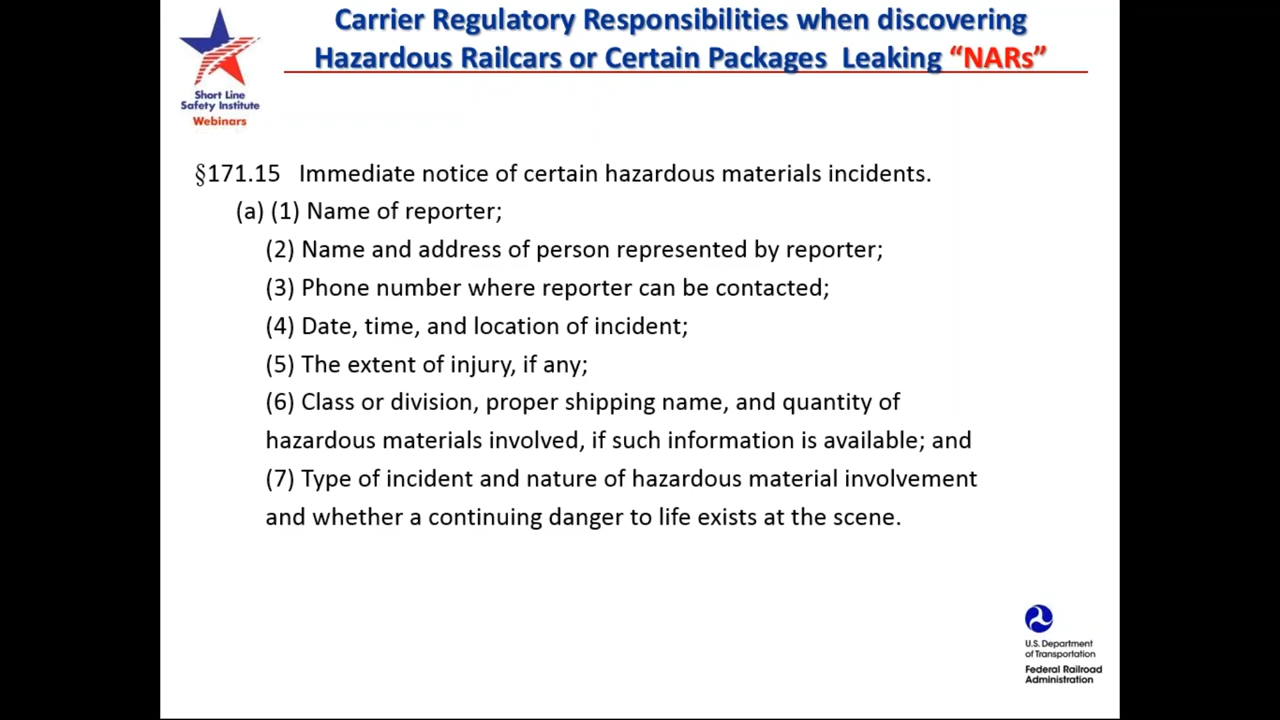 Carrier Regulatory Responsibilities when discovering
Hazardous Railcars or Certain Packages Leaking “NARs”
Short Line
Safety Institute
Webinars
§171.15 Immediate notice of certain hazardous materials incidents.
(a) (1) Name of reporter;
(2) Name and address of person represented by reporter;
(3) Phone number where reporter can be contacted;
(4) Date, time, and location of incident;
(5) The extent of injury, if any;
(6) Class or division, proper shipping name, and quantity of
hazardous materials involved, if such information is available; and
(7) Type of incident and nature of hazardous material involvement
and whether a continuing danger to life exists at the scene.
U.S. Department
of Transportation
Federal Railroad
Administration